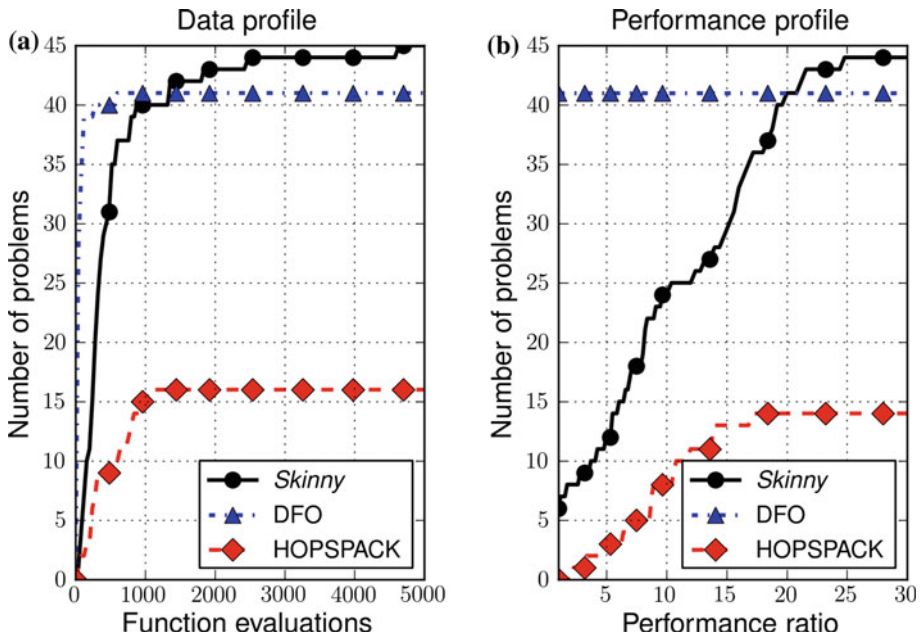 (a) Data profile
Number of problems
45
40
35
30
25
20
15
10
5
0
0 1000 2000 3000 4000 5000
Function evaluations
Skinny
DFO
HOPSPACK
(b) Performance profile
Number of problems
45
40
35
30
25
20
15
10
5
0
5 10 15 20 25 30
Performance ratio
Skinny
DFO
HOPSPACK